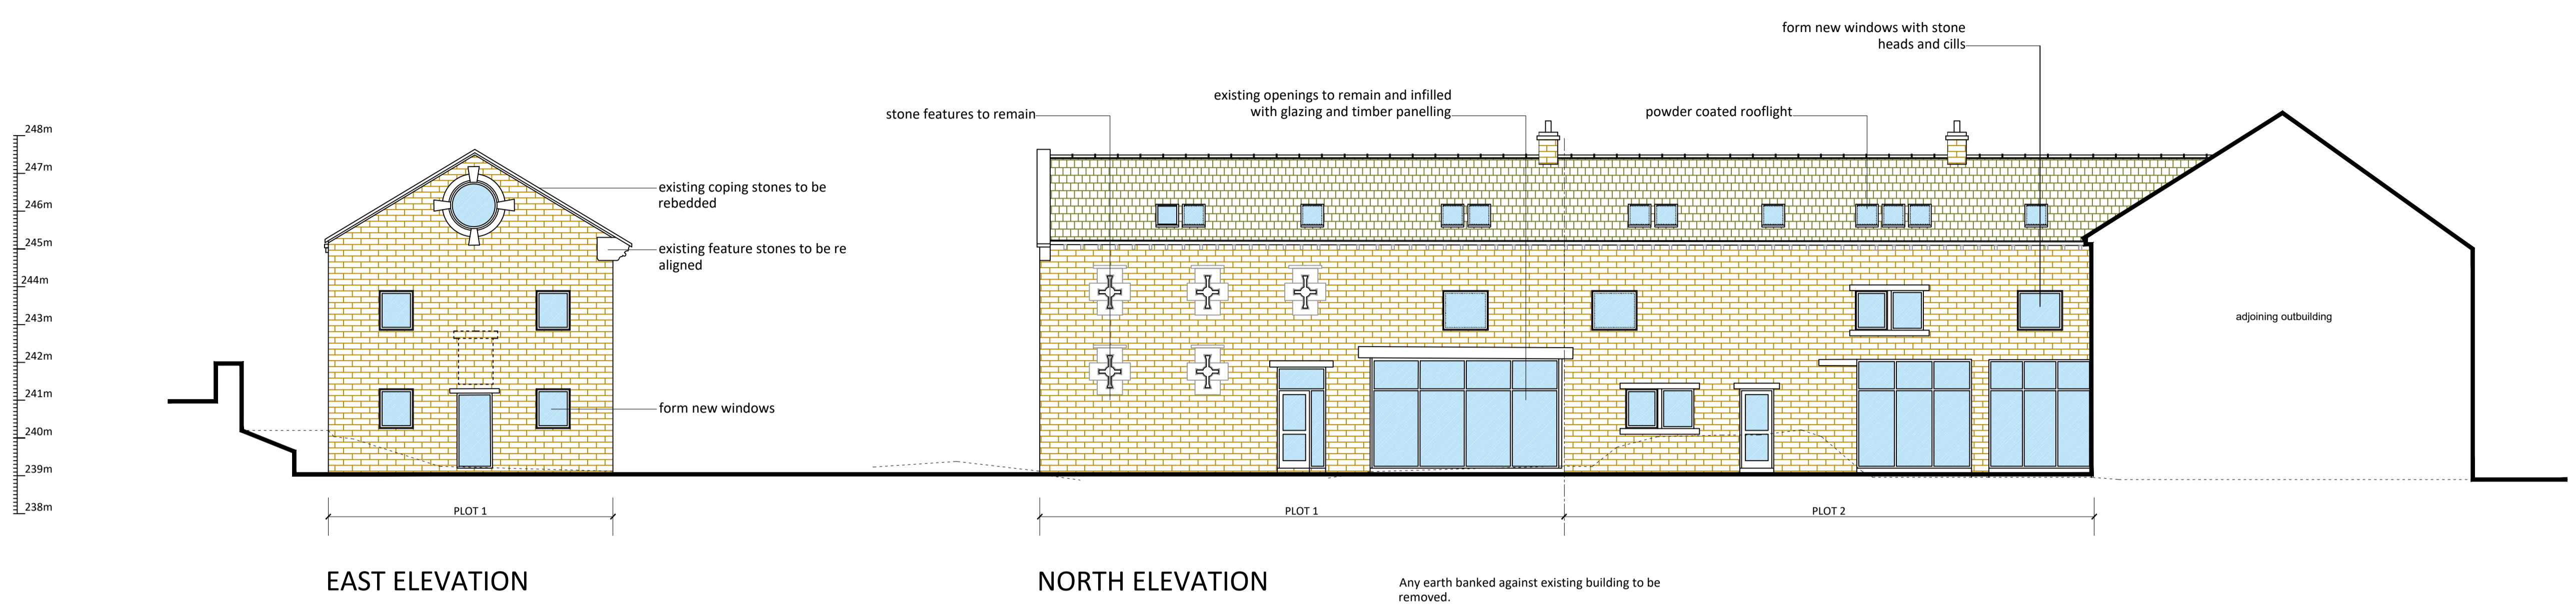 form new windows with stone
heads and cills
existing openings to remain and infilled
with glazing and timber panelling
stone features to remain
powder coated rooflight
248m
247m
246m
245m
244m
243m
242m
241m
240m
239m
238m
existing coping stones to be
rebedded
existing feature stones to be re
aligned
form new windows
adjoining outbuilding
PLOT 1
PLOT 1
PLOT 2
EAST ELEVATION
NORTH ELEVATION
Any earth banked against existing building to be
removed.